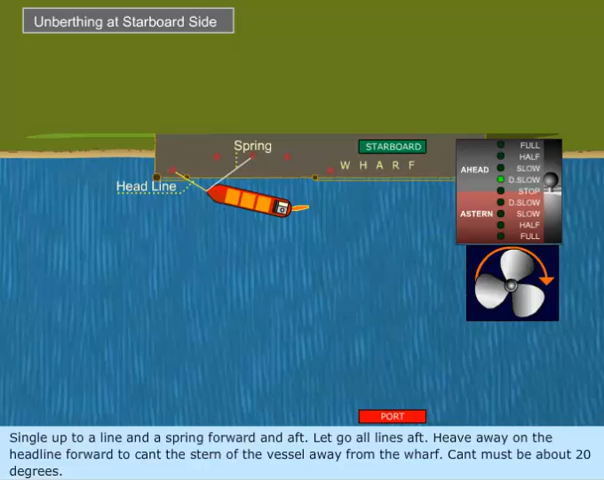 Unberthing at Starboard Side
Spring
STARBOARD
W H A R F
Head Line
FULL
HALF
AHEAD
SLOW
D.SLOW
STOP
D.SLOW
ASTERN
SLOW
HALF
FULL
PORT
Single up to a line and a spring forward and aft. Let go all lines aft. Heave away on the
headline forward to cant the stern of the vessel away from the wharf. Cant must be about 20
degrees.